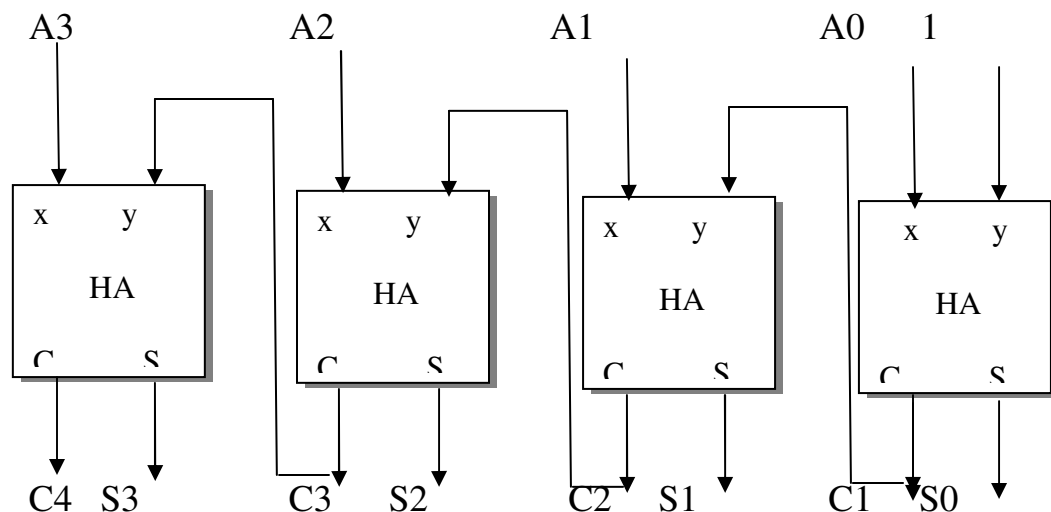 A3 A2 A1 A0 1
x y x y x y x y
HA HA HA HA
C S C S C S C S
C4 S3 C3 S2 C2 S1 C1 S0